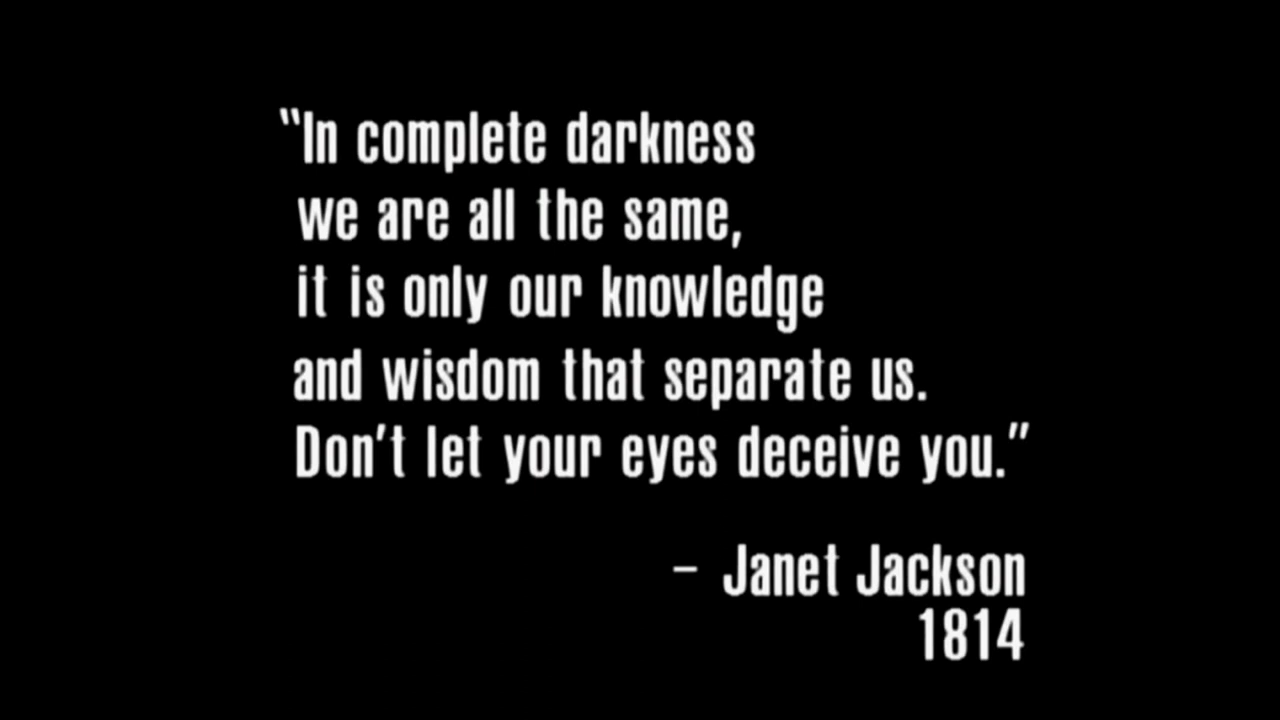 “In complete darkness
we are all the same,
it is only our knowledge
and wisdom that separate us.
Don’t let your eyes deceive you.”
– Janet Jackson
1814